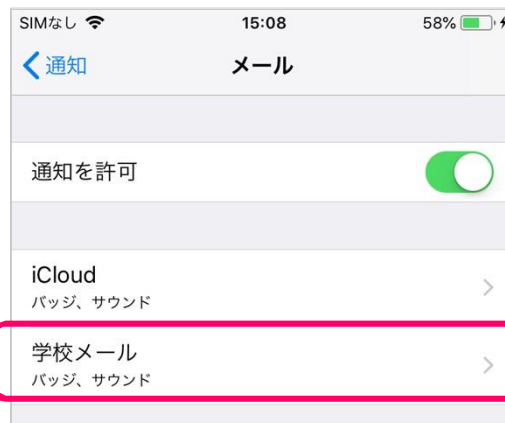 SIMなし 15:08 58%
通知 メール
通知を許可
iCloud
バッジ、サウンド
学校メール
バッジ、サウンド